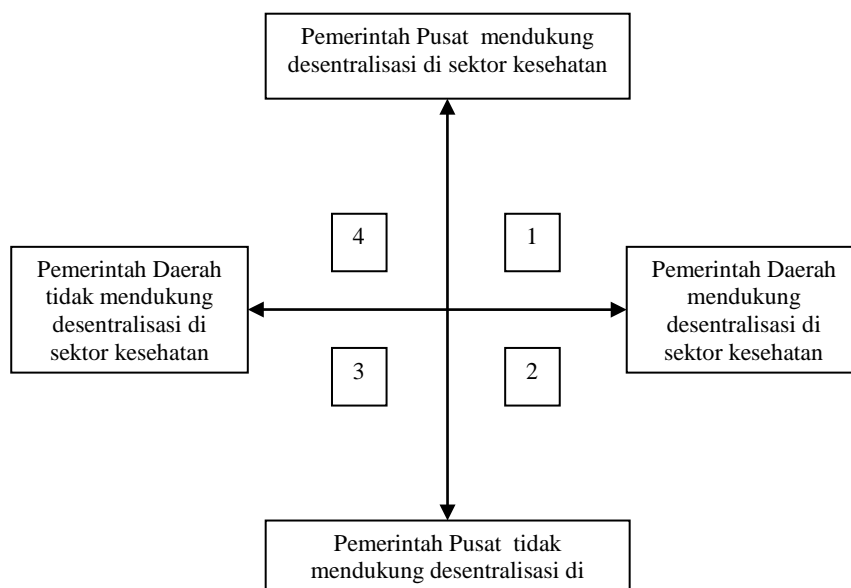 Pemerintah Pusat mendukung
desentralisasi di sektor kesehatan
4
1
Pemerintah Daerah
tidak mendukung
desentralisasi di
sektor kesehatan
Pemerintah Daerah
mendukung
desentralisasi di
sektor kesehatan
3
2
Pemerintah Pusat tidak
mendukung desentralisasi di